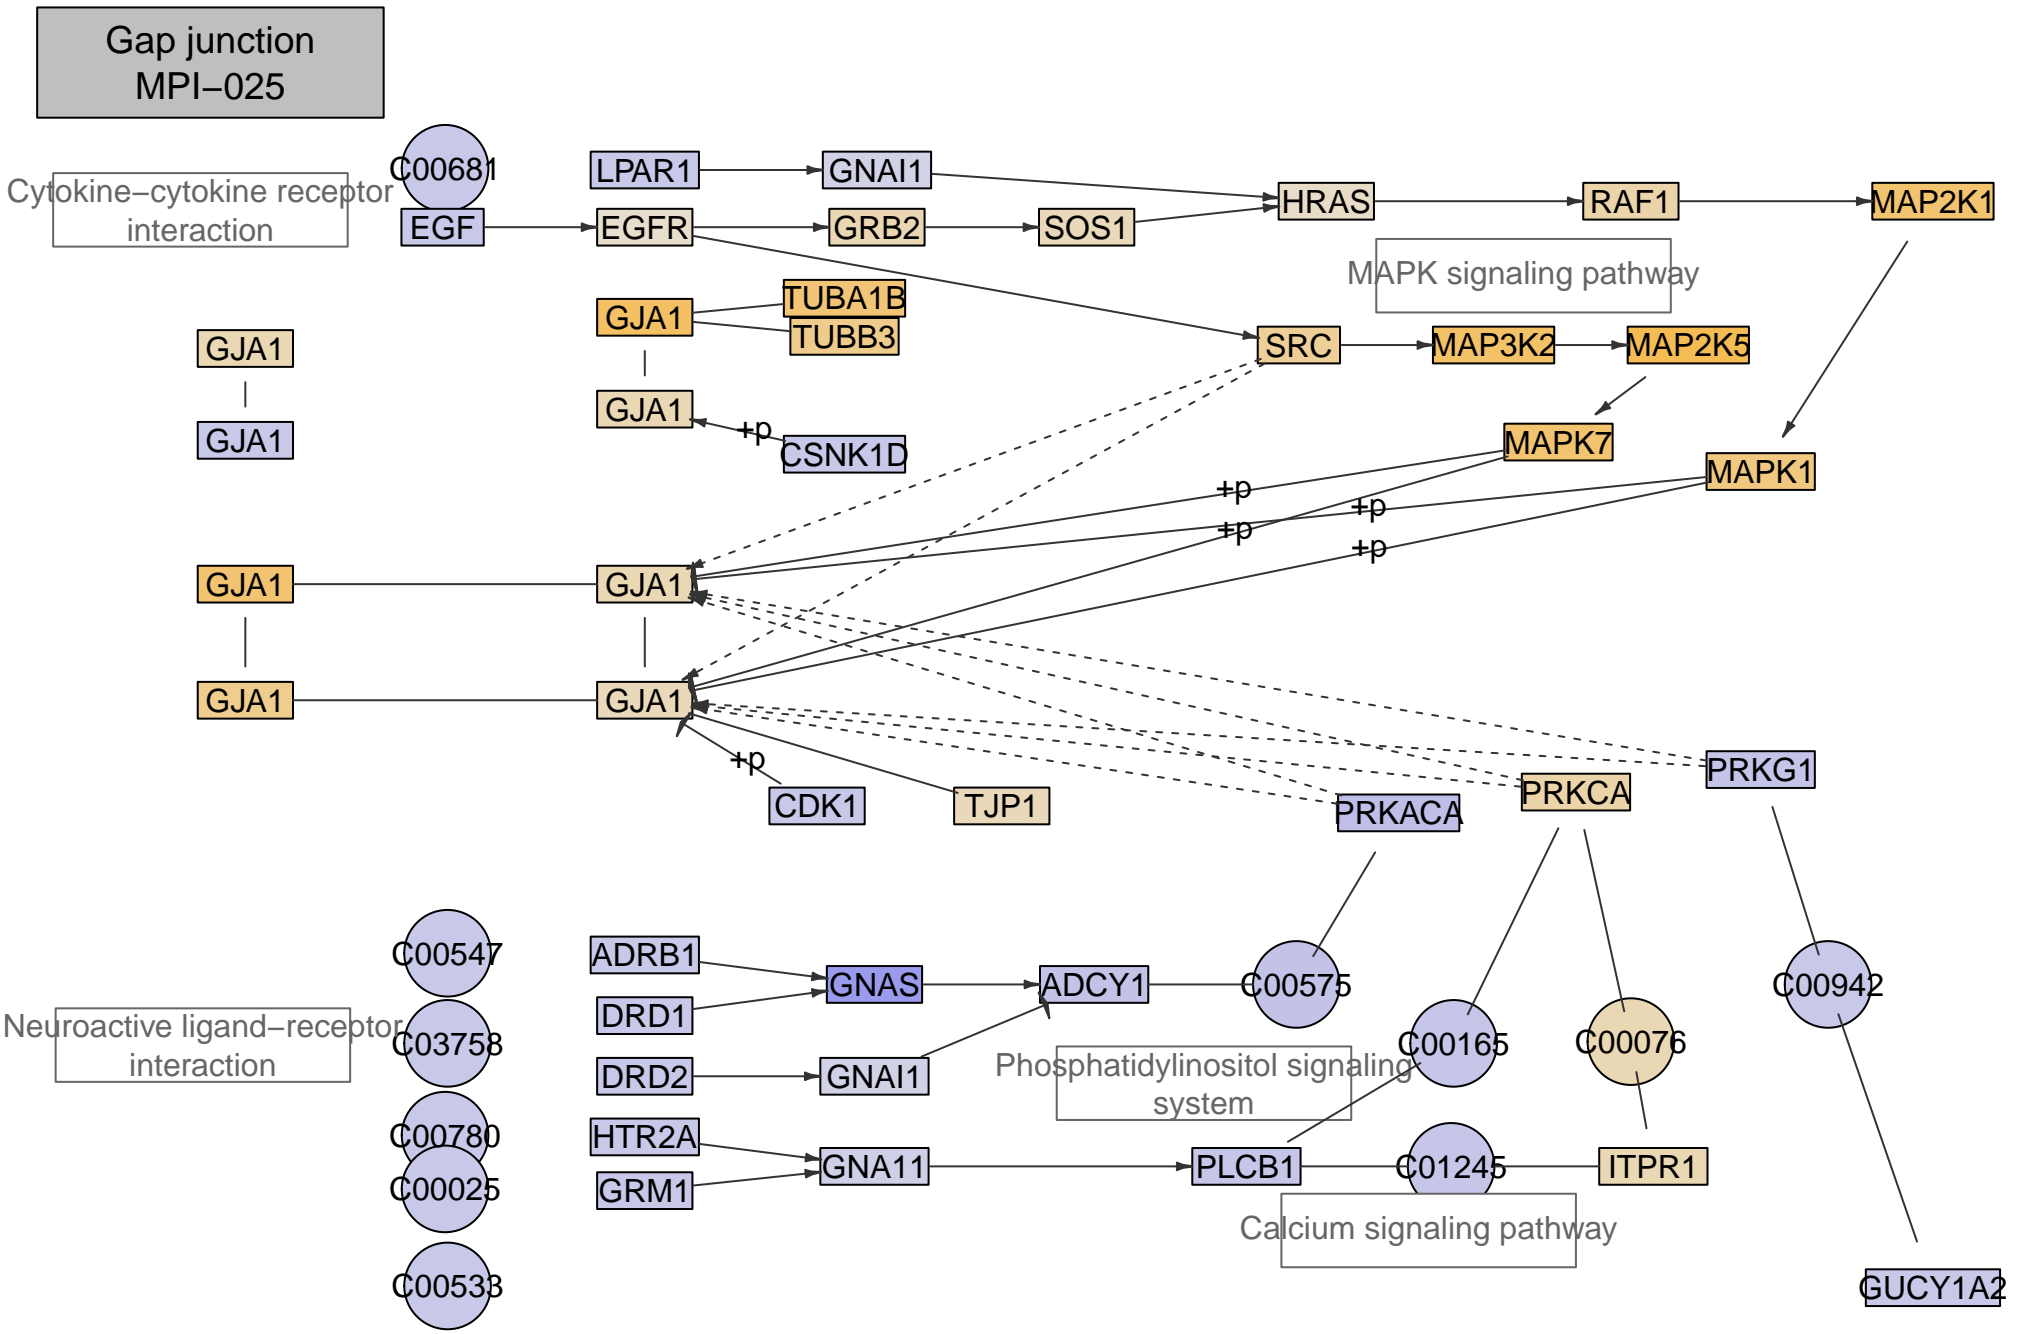 Gap junction
MPI−025
C00681
Cytokine−cytokine receptor
interaction
LPAR1
GNAI1
HRAS
RAF1
MAP2K1
EGF
EGFR
GRB2
SOS1
MAPK signaling pathway
GJA1
TUBA1B
TUBB3
GJA1
SRC
MAP3K2
MAP2K5
GJA1
+p
CSNK1D
GJA1
MAPK7
MAPK1
+p
+p
+p
+p
GJA1
GJA1
GJA1
GJA1
+p
CDK1
TJP1
PRKACA
PRKCA
PRKG1
C00547
ADRB1
GNAS
ADCY1
C00575
C00942
DRD1
Neuroactive ligand−receptor
interaction
C03758
C00165
C00076
DRD2
GNAI1
Phosphatidylinositol signaling
system
C00780
HTR2A
GNA11
PLCB1
C01245
ITPR1
C00025
GRM1
Calcium signaling pathway
C00533
GUCY1A2